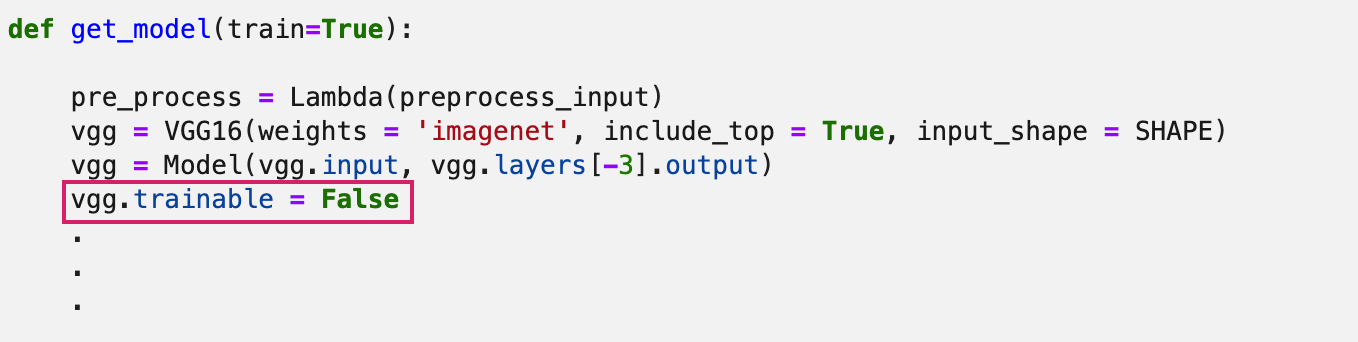 def get_model(train=True):
pre_process = Lambda(preprocess_input)
vgg = VGG16(weights = 'imagenet', include_top = True, input_shape = SHAPE)
vgg = Model(vgg.input, vgg.layers[-3].output)
vgg.trainable = False
.
.
.